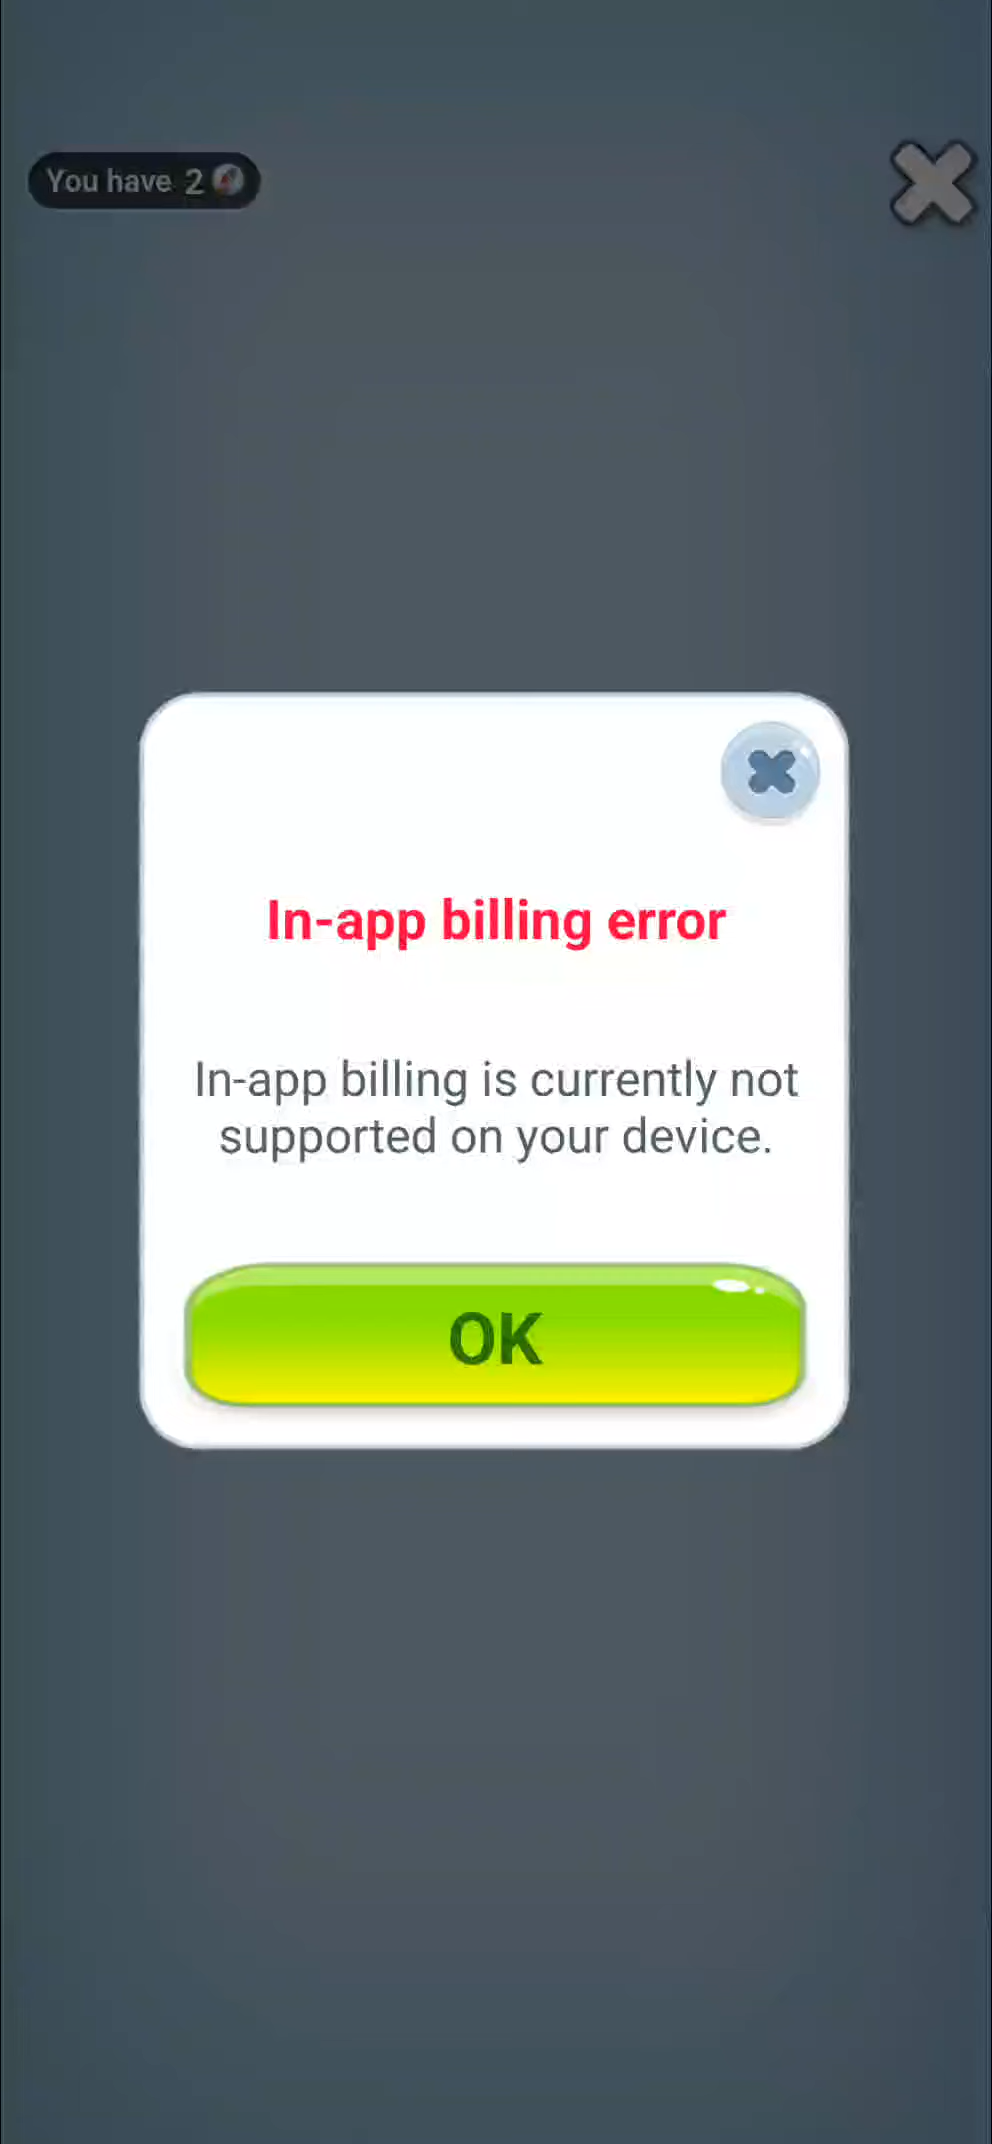 You have 2
In-app billing error
In-app billing is currently not
supported on your device.
OK